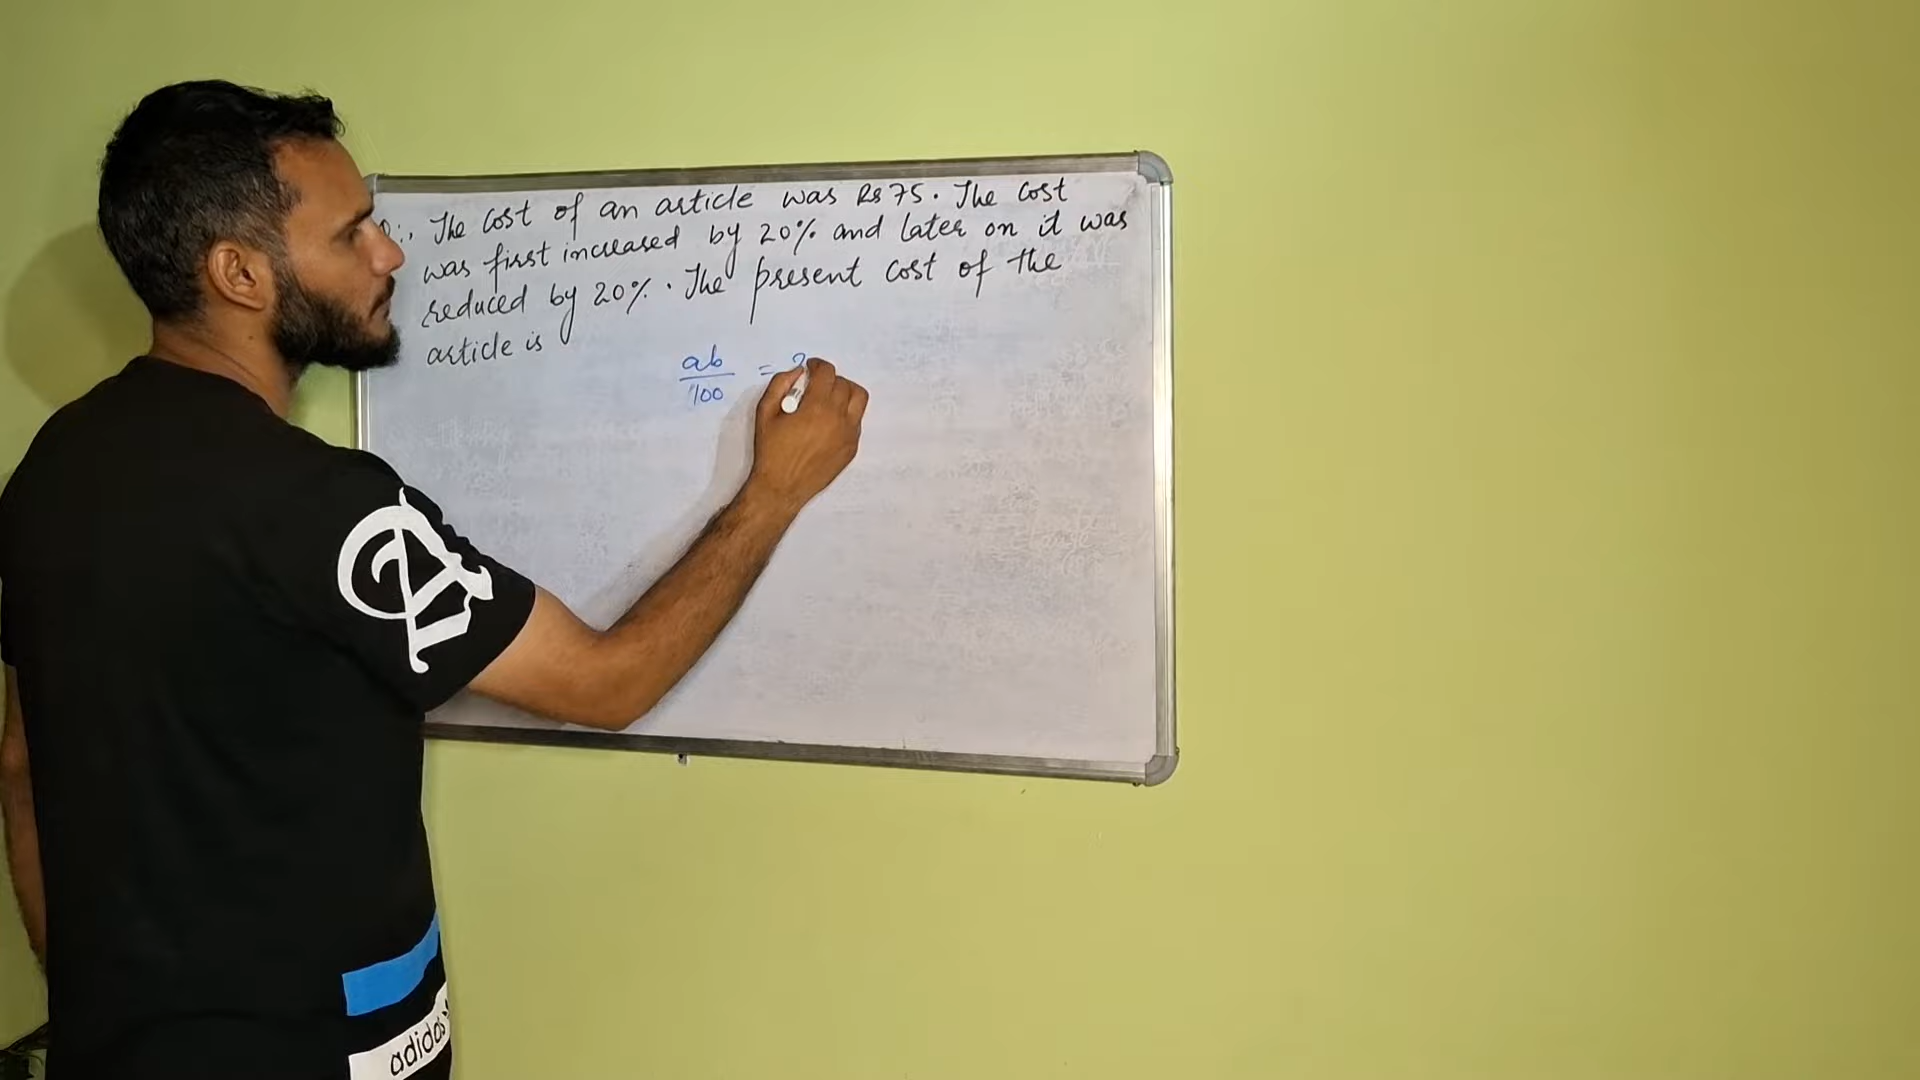 Q:. The cost of an article was Rs 75. The cost
was first increased by 20% and later on it was
reduced by 20%. The present cost of the
article is
ab
100
=
adidas